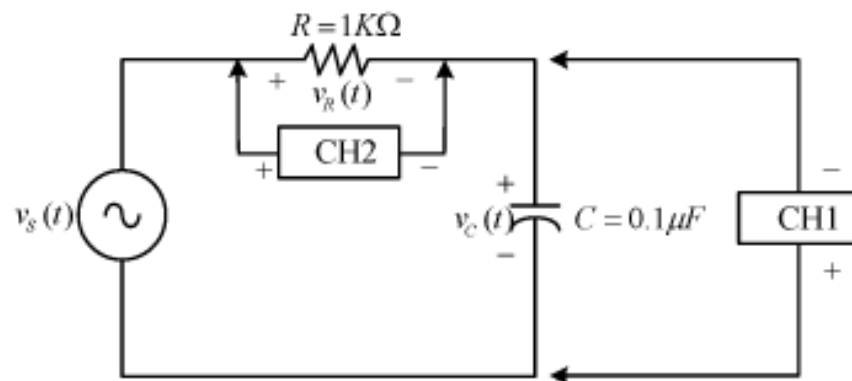 R = 1KΩ
+ −
v_R(t)
+ CH2 −
v_S(t)
+
v_C(t)
−
C = 0.1μF
−
CH1
+